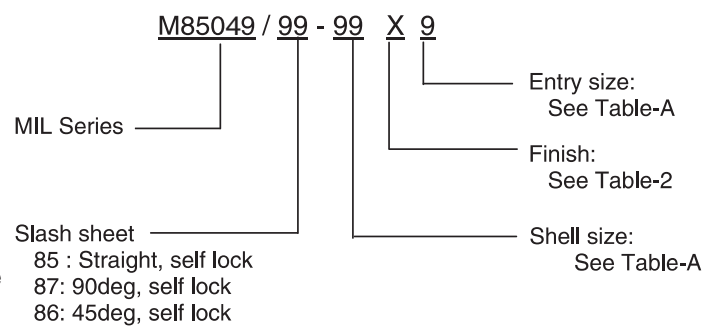 M85049 / 99 - 99 X 9
Entry size:
See Table-A
MIL Series
Finish:
See Table-2
Slash sheet
85 : Straight, self lock
87: 90deg, self lock
86: 45deg, self lock
Shell size:
See Table-A